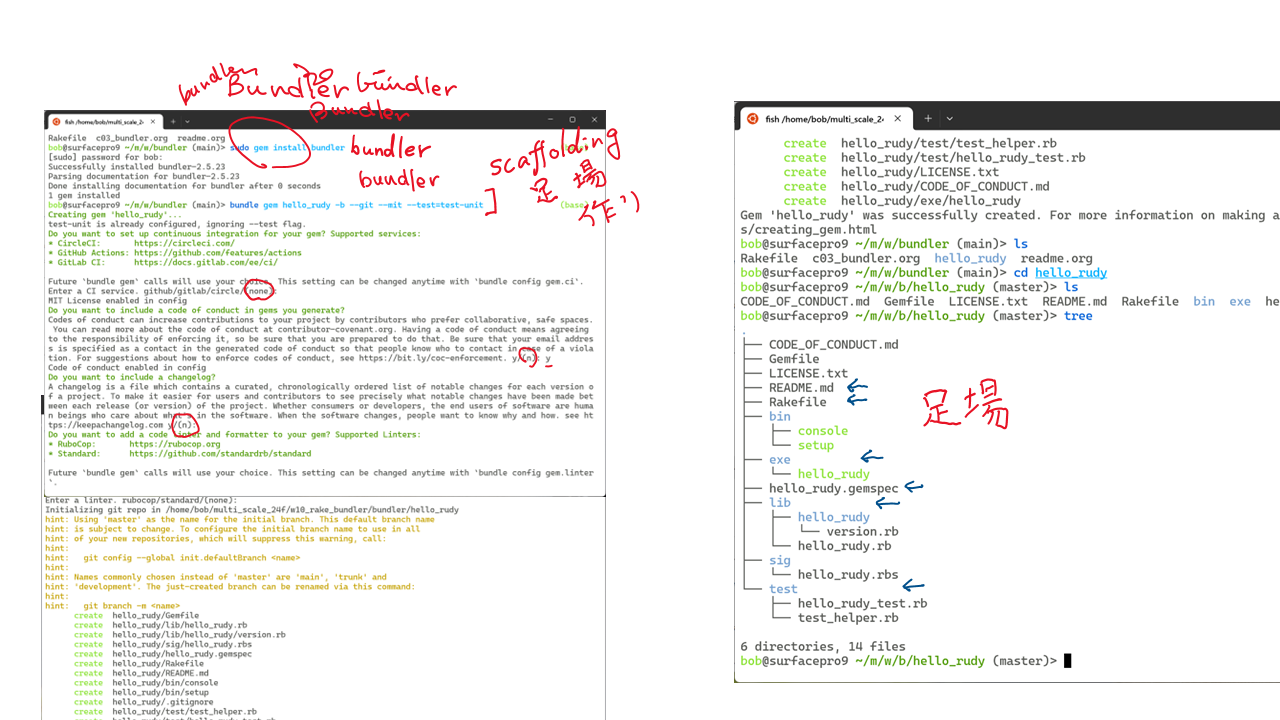 bundler Bundler bundler
Bundler
fish /home/bob/multi_scale_24
Rakefile  c03_bundler.org  readme.org
bob@surfacepro9 ~/m/w/bundler (main)> sudo gem install bundler
[sudo] password for bob:
Successfully installed bundler-2.5.23
Parsing documentation for bundler-2.5.23
Done installing documentation for bundler after 0 seconds
1 gem installed
bob@surfacepro9 ~/m/w/bundler (main)> bundle gem hello_rudy -b --git --mit --test=test-unit (base)
bundler
bundler
scaffolding
足場
作り
Creating gem 'hello_rudy'...
test-unit is already configured, ignoring --test flag.
Do you want to set up continuous integration for your gem? Supported services:
* CircleCI:       https://circleci.com/
* GitHub Actions: https://github.com/features/actions
* GitLab CI:      https://docs.gitlab.com/ee/ci/
Future 'bundle gem' calls will use your choice. This setting can be changed anytime with 'bundle config gem.ci'.
Enter a CI service. github/gitlab/circle/(none):
MIT License enabled in config
Do you want to include a code of conduct in gems you generate?
Codes of conduct can increase contributions to your project by contributors who prefer collaborative, safe spaces.
You can read more about the code of conduct at contributor-covenant.org. Having a code of conduct means agreeing
to the responsibility of enforcing it, so be sure that you are prepared to do that. Be sure that your email addres
s is specified as a contact in the generated code of conduct so that people know who to contact in case of a viola
tion. For suggestions about how to enforce codes of conduct, see https://bit.ly/coc-enforcement. y/(n): y
Code of conduct enabled in config
Do you want to include a changelog?
A changelog is a file which contains a curated, chronologically ordered list of notable changes for each version o
f a project. To make it easier for users and contributors to see precisely what notable changes have been made bet
ween each release (or version) of the project. Whether consumers or developers, the end users of software are hum
n beings who care about what's in the software. When the software changes, people want to know why and how. see ht
tps://keepachangelog.com y/(n):
Do you want to add a code linter and formatter to your gem? Supported Linters:
* RuboCop:       https://rubocop.org
* Standard:      https://github.com/standardrb/standard
Future 'bundle gem' calls will use your choice. This setting can be changed anytime with 'bundle config gem.linter
'.
Enter a linter. rubocop/standard/(none):
Initializing git repo in /home/bob/multi_scale_24f/w10_rake_bundler/bundler/hello_rudy
hint: Using 'master' as the name for the initial branch. This default branch name
hint: is subject to change. To configure the initial branch name to use in all
hint: of your new repositories, which will suppress this warning, call:
hint:
hint:   git config --global init.defaultBranch <name>
hint:
hint: Names commonly chosen instead of 'master' are 'main', 'trunk' and
hint: 'development'. The just-created branch can be renamed via this command:
hint:
hint:   git branch -m <name>
create  hello_rudy/Gemfile
create  hello_rudy/lib/hello_rudy.rb
create  hello_rudy/lib/hello_rudy/version.rb
create  hello_rudy/sig/hello_rudy.rbs
create  hello_rudy/hello_rudy.gemspec
create  hello_rudy/Rakefile
create  hello_rudy/README.md
create  hello_rudy/bin/console
create  hello_rudy/bin/setup
create  hello_rudy/.gitignore
create  hello_rudy/test/test_helper.rb
create  hello_rudy/test/hello_rudy_test.rb
fish /home/bob/multi_scale_24
create  hello_rudy/test/test_helper.rb
create  hello_rudy/test/hello_rudy_test.rb
create  hello_rudy/LICENSE.txt
create  hello_rudy/CODE_OF_CONDUCT.md
create  hello_rudy/exe/hello_rudy
Gem 'hello_rudy' was successfully created. For more information on making a
s/creating_gem.html
bob@surfacepro9 ~/m/w/bundler (main)> ls
Rakefile  c03_bundler.org  hello_rudy  readme.org
bob@surfacepro9 ~/m/w/bundler (main)> cd hello_rudy
bob@surfacepro9 ~/m/w/b/hello_rudy (master)> ls
CODE_OF_CONDUCT.md  Gemfile  LICENSE.txt  README.md  Rakefile  bin  exe  he
bob@surfacepro9 ~/m/w/b/hello_rudy (master)> tree
.
├── CODE_OF_CONDUCT.md
├── Gemfile
├── LICENSE.txt
├── README.md
├── Rakefile
├── bin
│   ├── console
│   └── setup
├── exe
│   └── hello_rudy
├── hello_rudy.gemspec
├── lib
│   ├── hello_rudy
│   │   └── version.rb
│   └── hello_rudy.rb
├── sig
│   └── hello_rudy.rbs
└── test
    ├── hello_rudy_test.rb
    └── test_helper.rb
足場
6 directories, 14 files
bob@surfacepro9 ~/m/w/b/hello_rudy (master)>